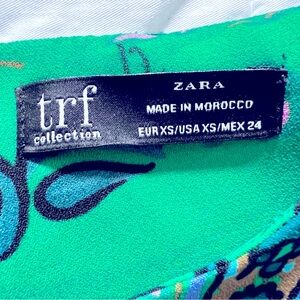 trf
collection
ZARA
MADE IN MOROCCO
EUR XS/USA XS/MEX 24